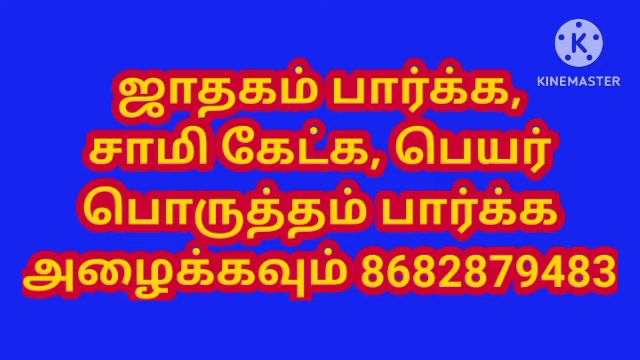 KINEMASTER
ஜாதகம் பார்க்க,
சாமி கேட்க, பெயர்
பொருத்தம் பார்க்க
அழைக்கவும் 8682879483